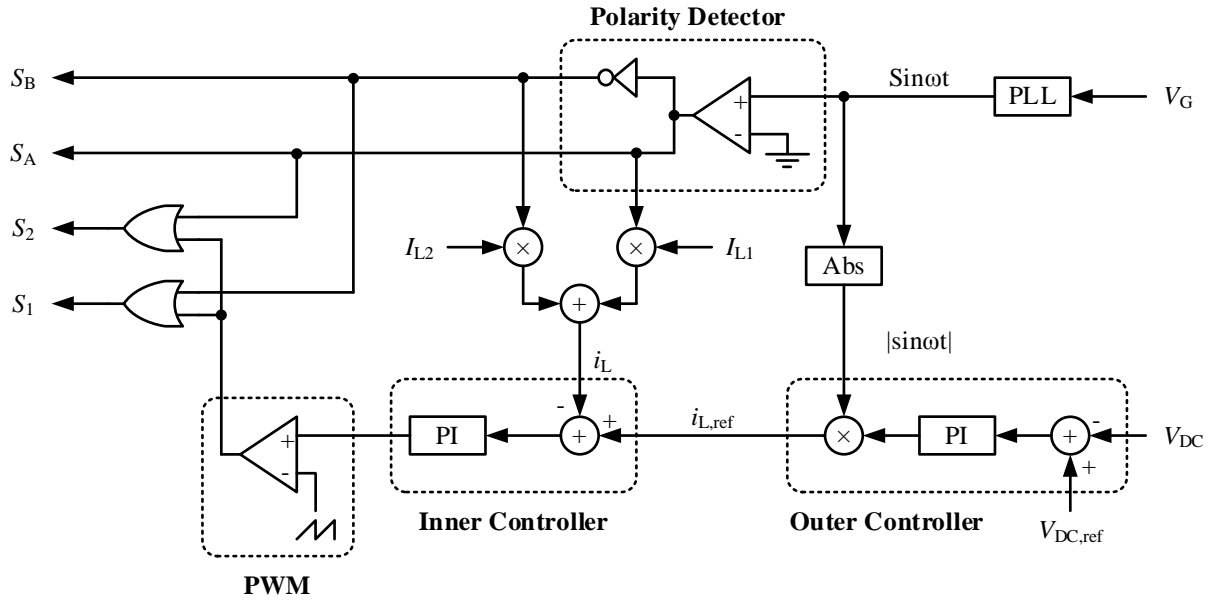 Polarity Detector
S_B
+
-
Sinωt
PLL
V_G
S_A
S_2
I_L2
×
×
I_L1
Abs
S_1
+
|sinωt|
i_L
-
+
PI
+
i_L,ref
×
PI
+
-
+
V_DC
+
-
Inner Controller
Outer Controller
V_DC,ref
PWM